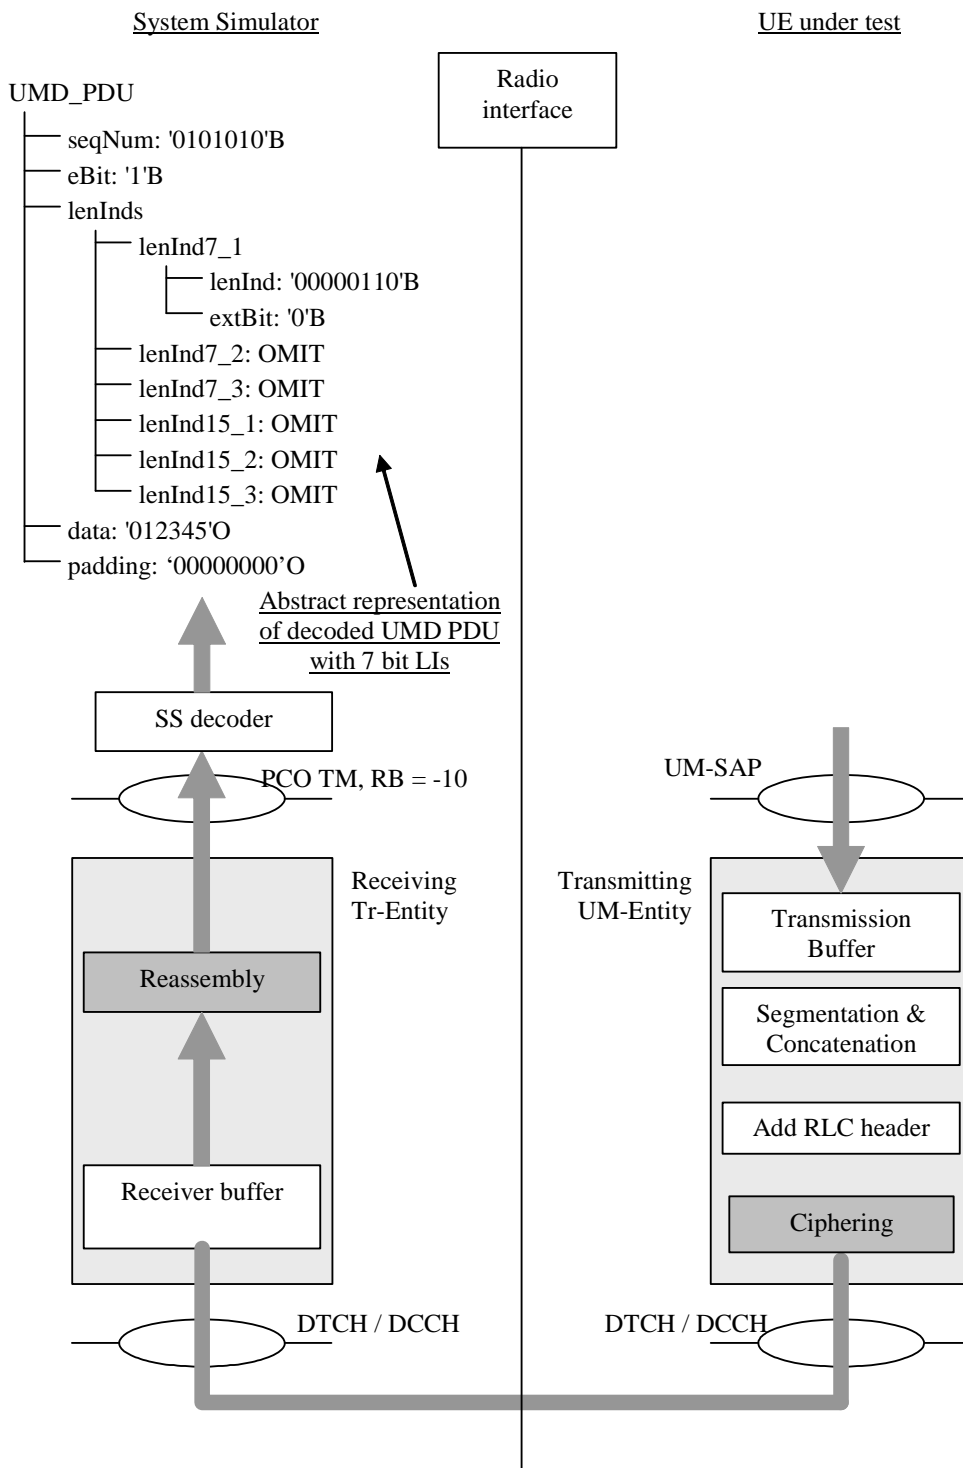 System Simulator
UE under test
Radio
interface
UMD_PDU
seqNum: '0101010'B
eBit: '1'B
lenInds
lenInd7_1
lenInd: '00000110'B
extBit: '0'B
lenInd7_2: OMIT
lenInd7_3: OMIT
lenInd15_1: OMIT
lenInd15_2: OMIT
lenInd15_3: OMIT
data: '012345'O
padding: ‘00000000’O
Abstract representation
of decoded UMD PDU
with 7 bit LIs
SS decoder
PCO TM, RB = -10
UM-SAP
Receiving
Tr-Entity
Transmitting
UM-Entity
Transmission
Buffer
Reassembly
Segmentation &
Concatenation
Add RLC header
Receiver buffer
Ciphering
DTCH / DCCH
DTCH / DCCH